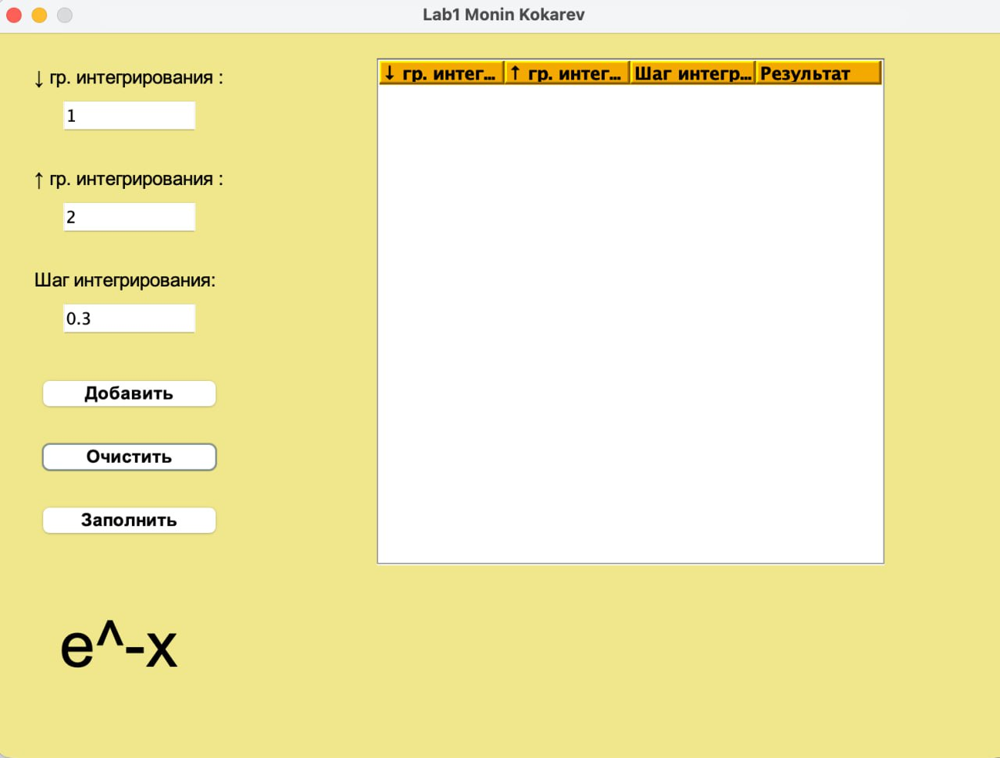 Lab1 Monin Kokarev
↓ гр. интегрирования :
1
↑ гр. интегрирования :
2
Шаг интегрирования:
0.3
Добавить
Очистить
Заполнить
e^-x
↓ гр. интег... ↑ гр. интег... Шаг интегр... Результат